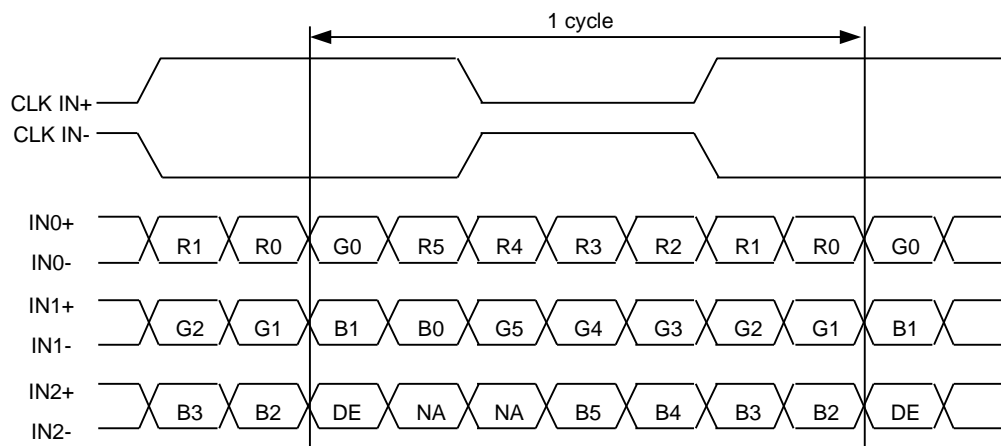 1 cycle
CLK IN+
CLK IN-
IN0+
R1 R0 G0 R5 R4 R3 R2 R1 R0 G0
IN0-
IN1+
G2 G1 B1 B0 G5 G4 G3 G2 G1 B1
IN1-
IN2+
B3 B2 DE NA NA B5 B4 B3 B2 DE
IN2-